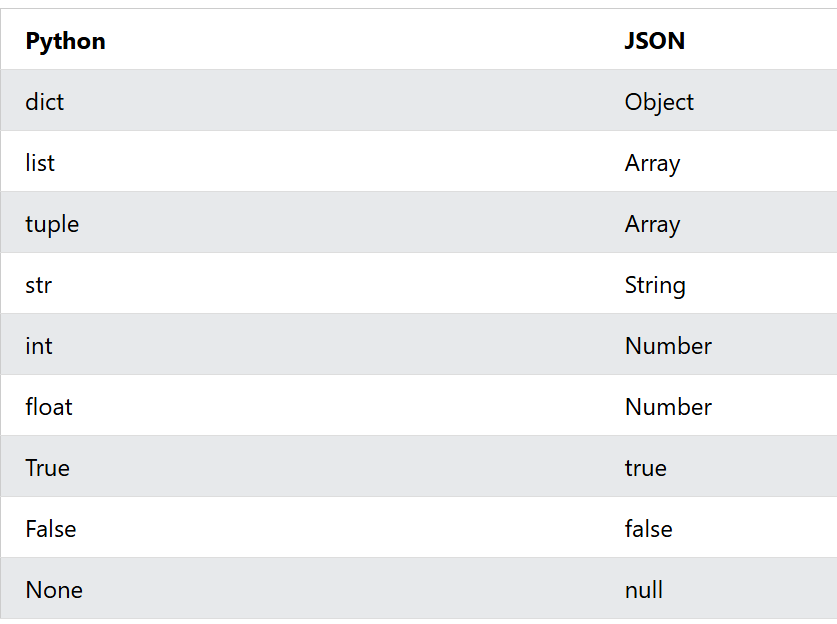 Python JSON
dict Object
list Array
tuple Array
str String
int Number
float Number
True true
False false
None null